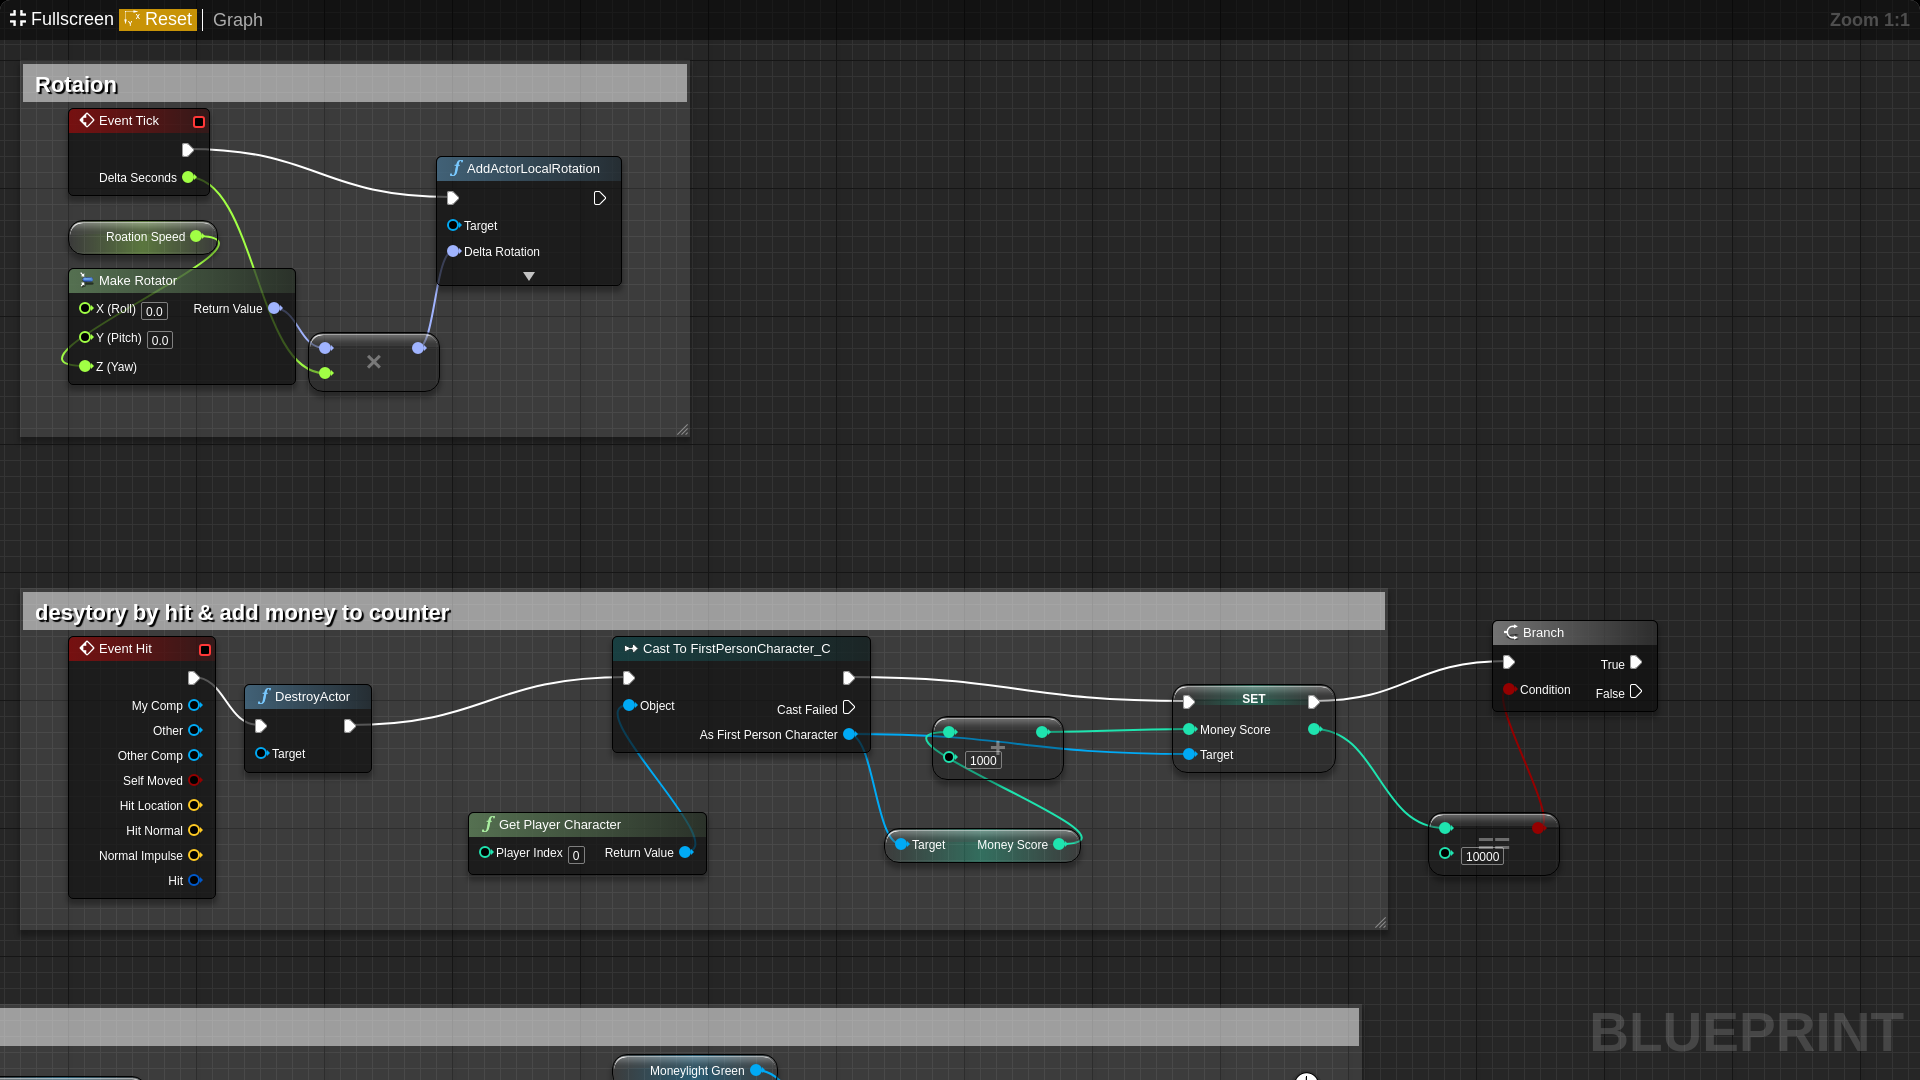 Fullscreen Reset Graph Zoom 1:1
Rotaion
Event Tick
Delta Seconds
AddActorLocalRotation
Target
Delta Rotation
Roation Speed
Make Rotator
X (Roll) 0.0 Return Value
Y (Pitch) 0.0
Z (Yaw)
desytory by hit & add money to counter
Event Hit
My Comp
Other
Other Comp
Self Moved
Hit Location
Hit Normal
Normal Impulse
Hit
DestroyActor
Target
Cast To FirstPersonCharacter_C
Object
Cast Failed
As First Person Character
Get Player Character
Player Index 0 Return Value
+
1000
Target Money Score
SET
Money Score
Target
Branch
True
Condition
False
==
10000
Moneylight Green
BLUEPRINT